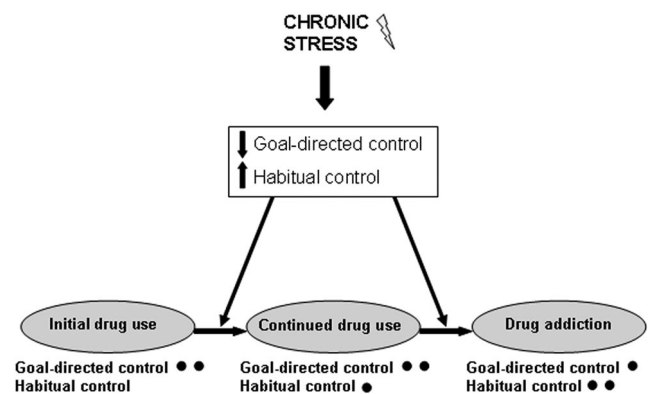 CHRONIC
STRESS
Goal-directed control
Habitual control
Initial drug use
Continued drug use
Drug addiction
Goal-directed control ● ●
Habitual control
Goal-directed control ● ●
Habitual control ●
Goal-directed control ●
Habitual control ● ●